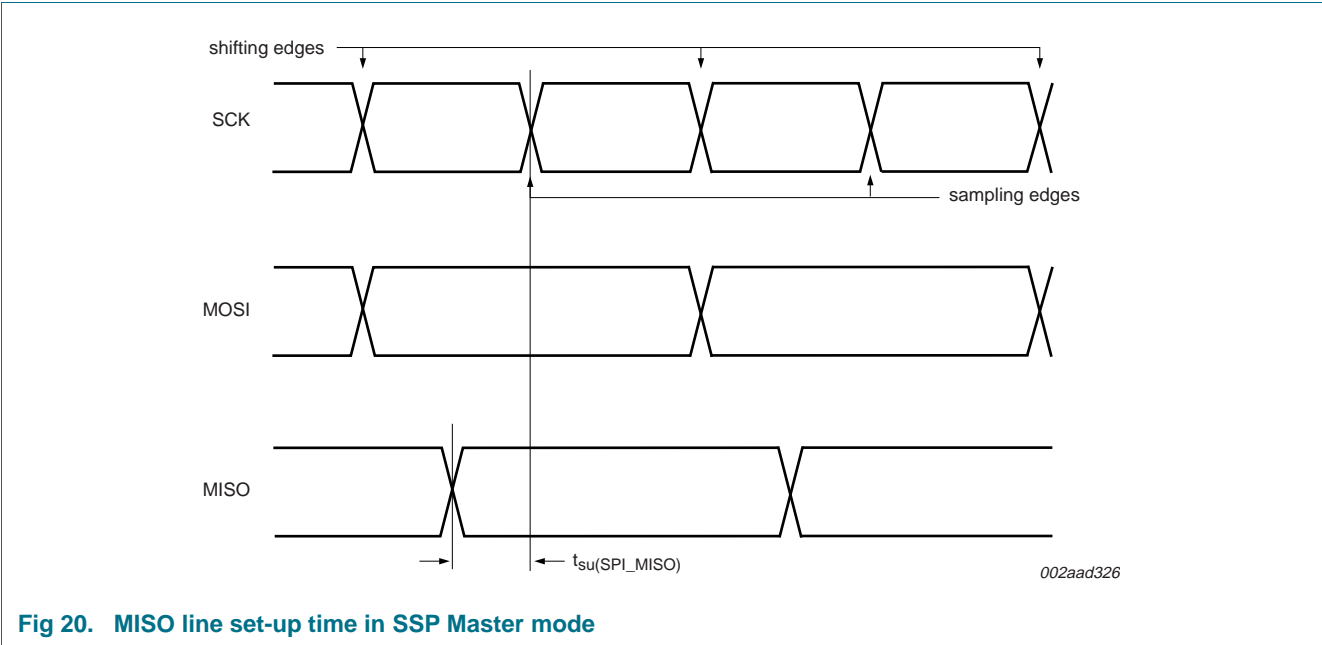 shifting edges
SCK
sampling edges
MOSI
MISO
tsu(SPI_MISO)
002aad326
Fig 20. MISO line set-up time in SSP Master mode